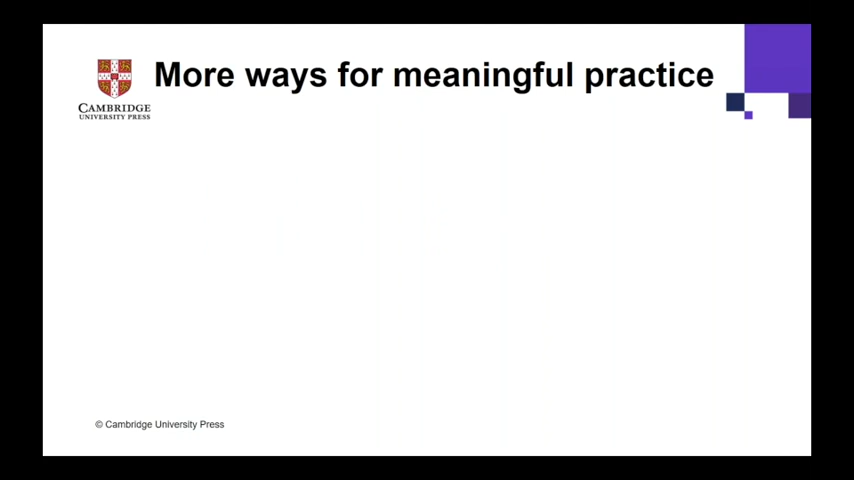 More ways for meaningful practice
CAMBRIDGE
UNIVERSITY PRESS
© Cambridge University Press